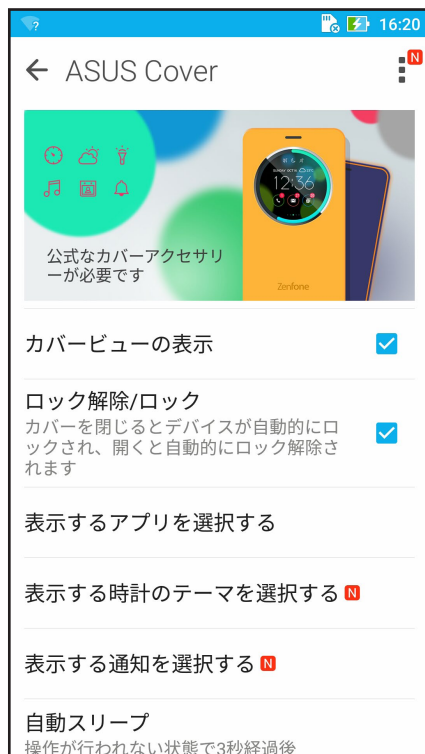 16:20
ASUS Cover
N
12:36
公式なカバーアクセサリ
ーが必要です
Zenfone
カバービューの表示
ロック解除/ロック
カバーを閉じるとデバイスが自動的にロ
ックされ、開くと自動的にロック解除さ
れます
表示するアプリを選択する
表示する時計のテーマを選択する N
表示する通知を選択する N
自動スリープ
操作が行われない状態で3秒経過後